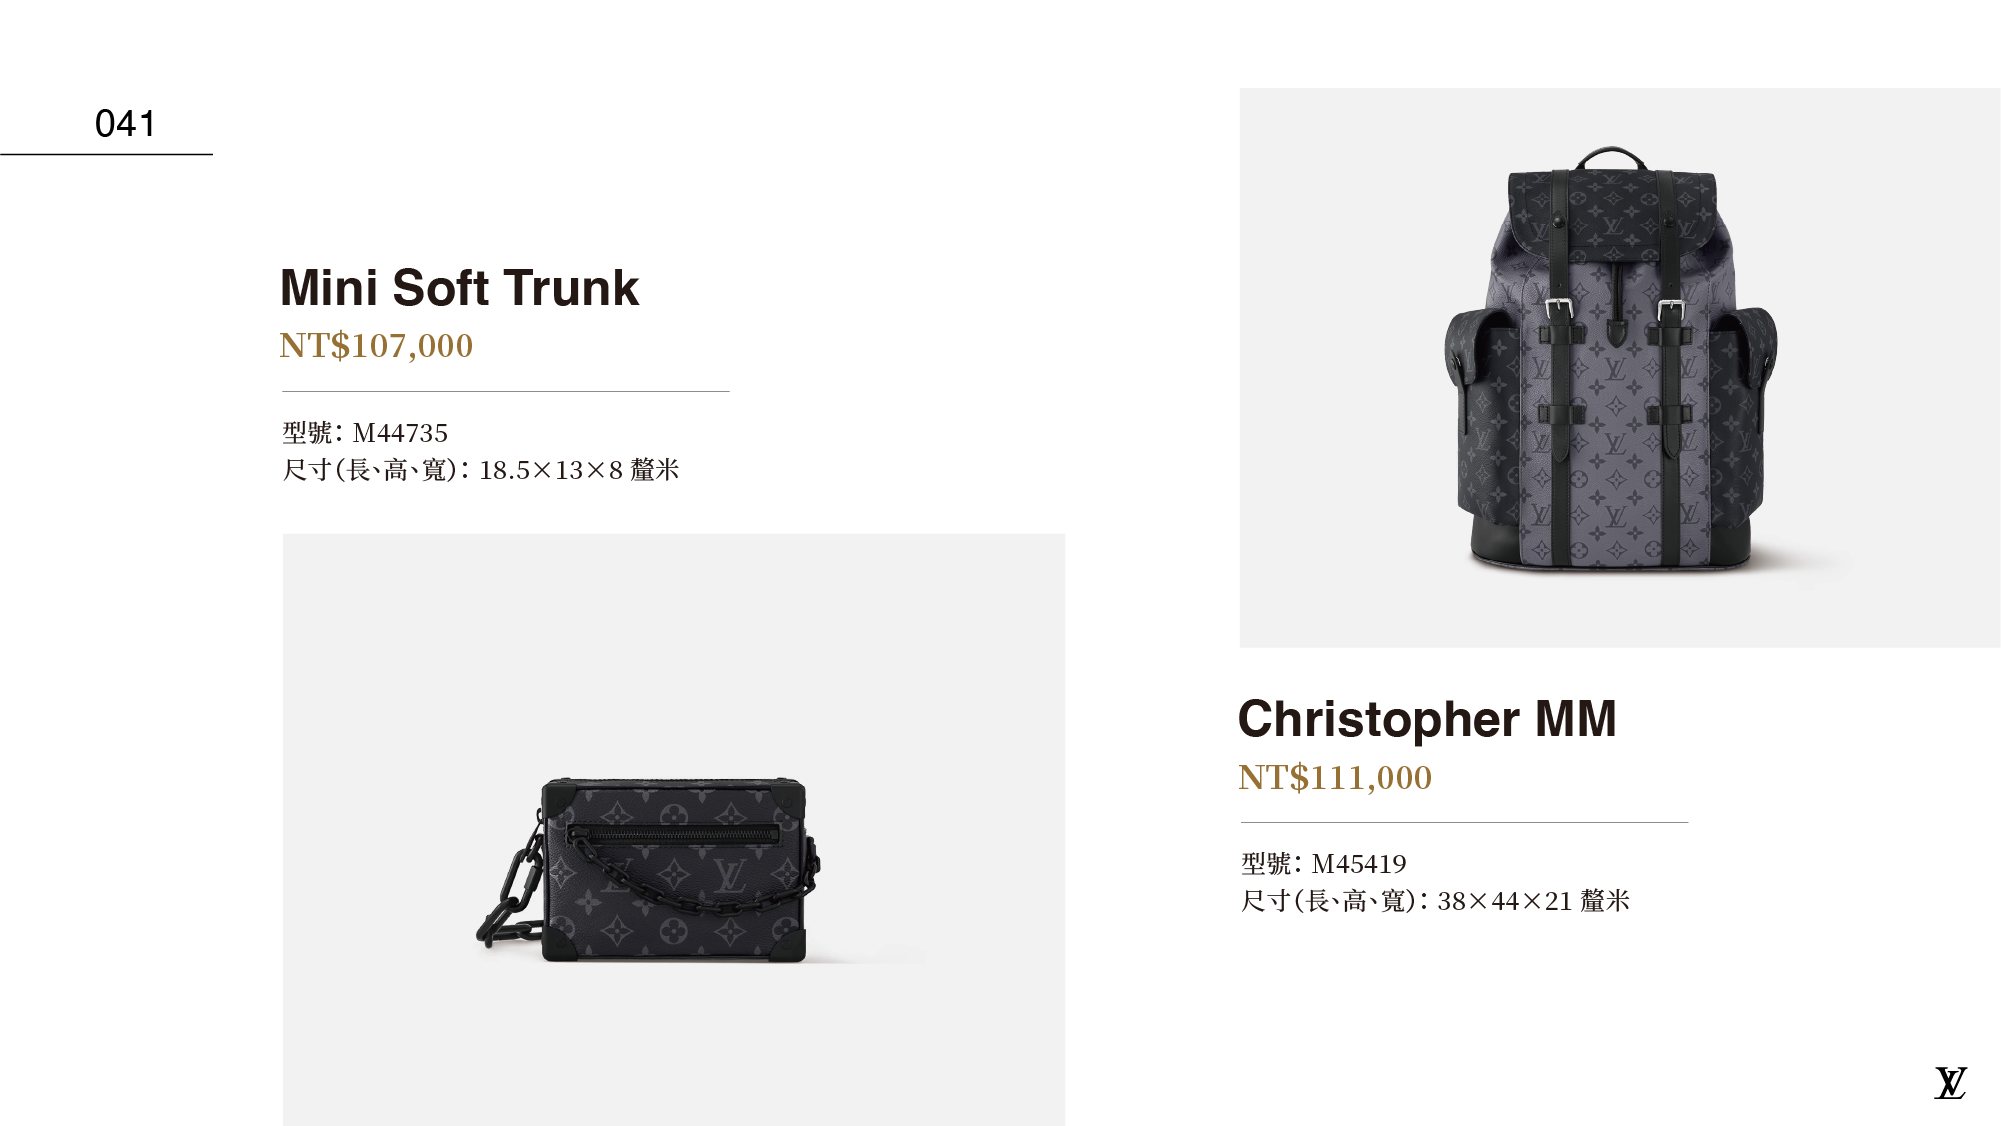 041
Mini Soft Trunk
NT$107,000
型號：M44735
尺寸（長、高、寬）：18.5×13×8 釐米
Christopher MM
NT$111,000
型號：M45419
尺寸（長、高、寬）：38×44×21 釐米
LV